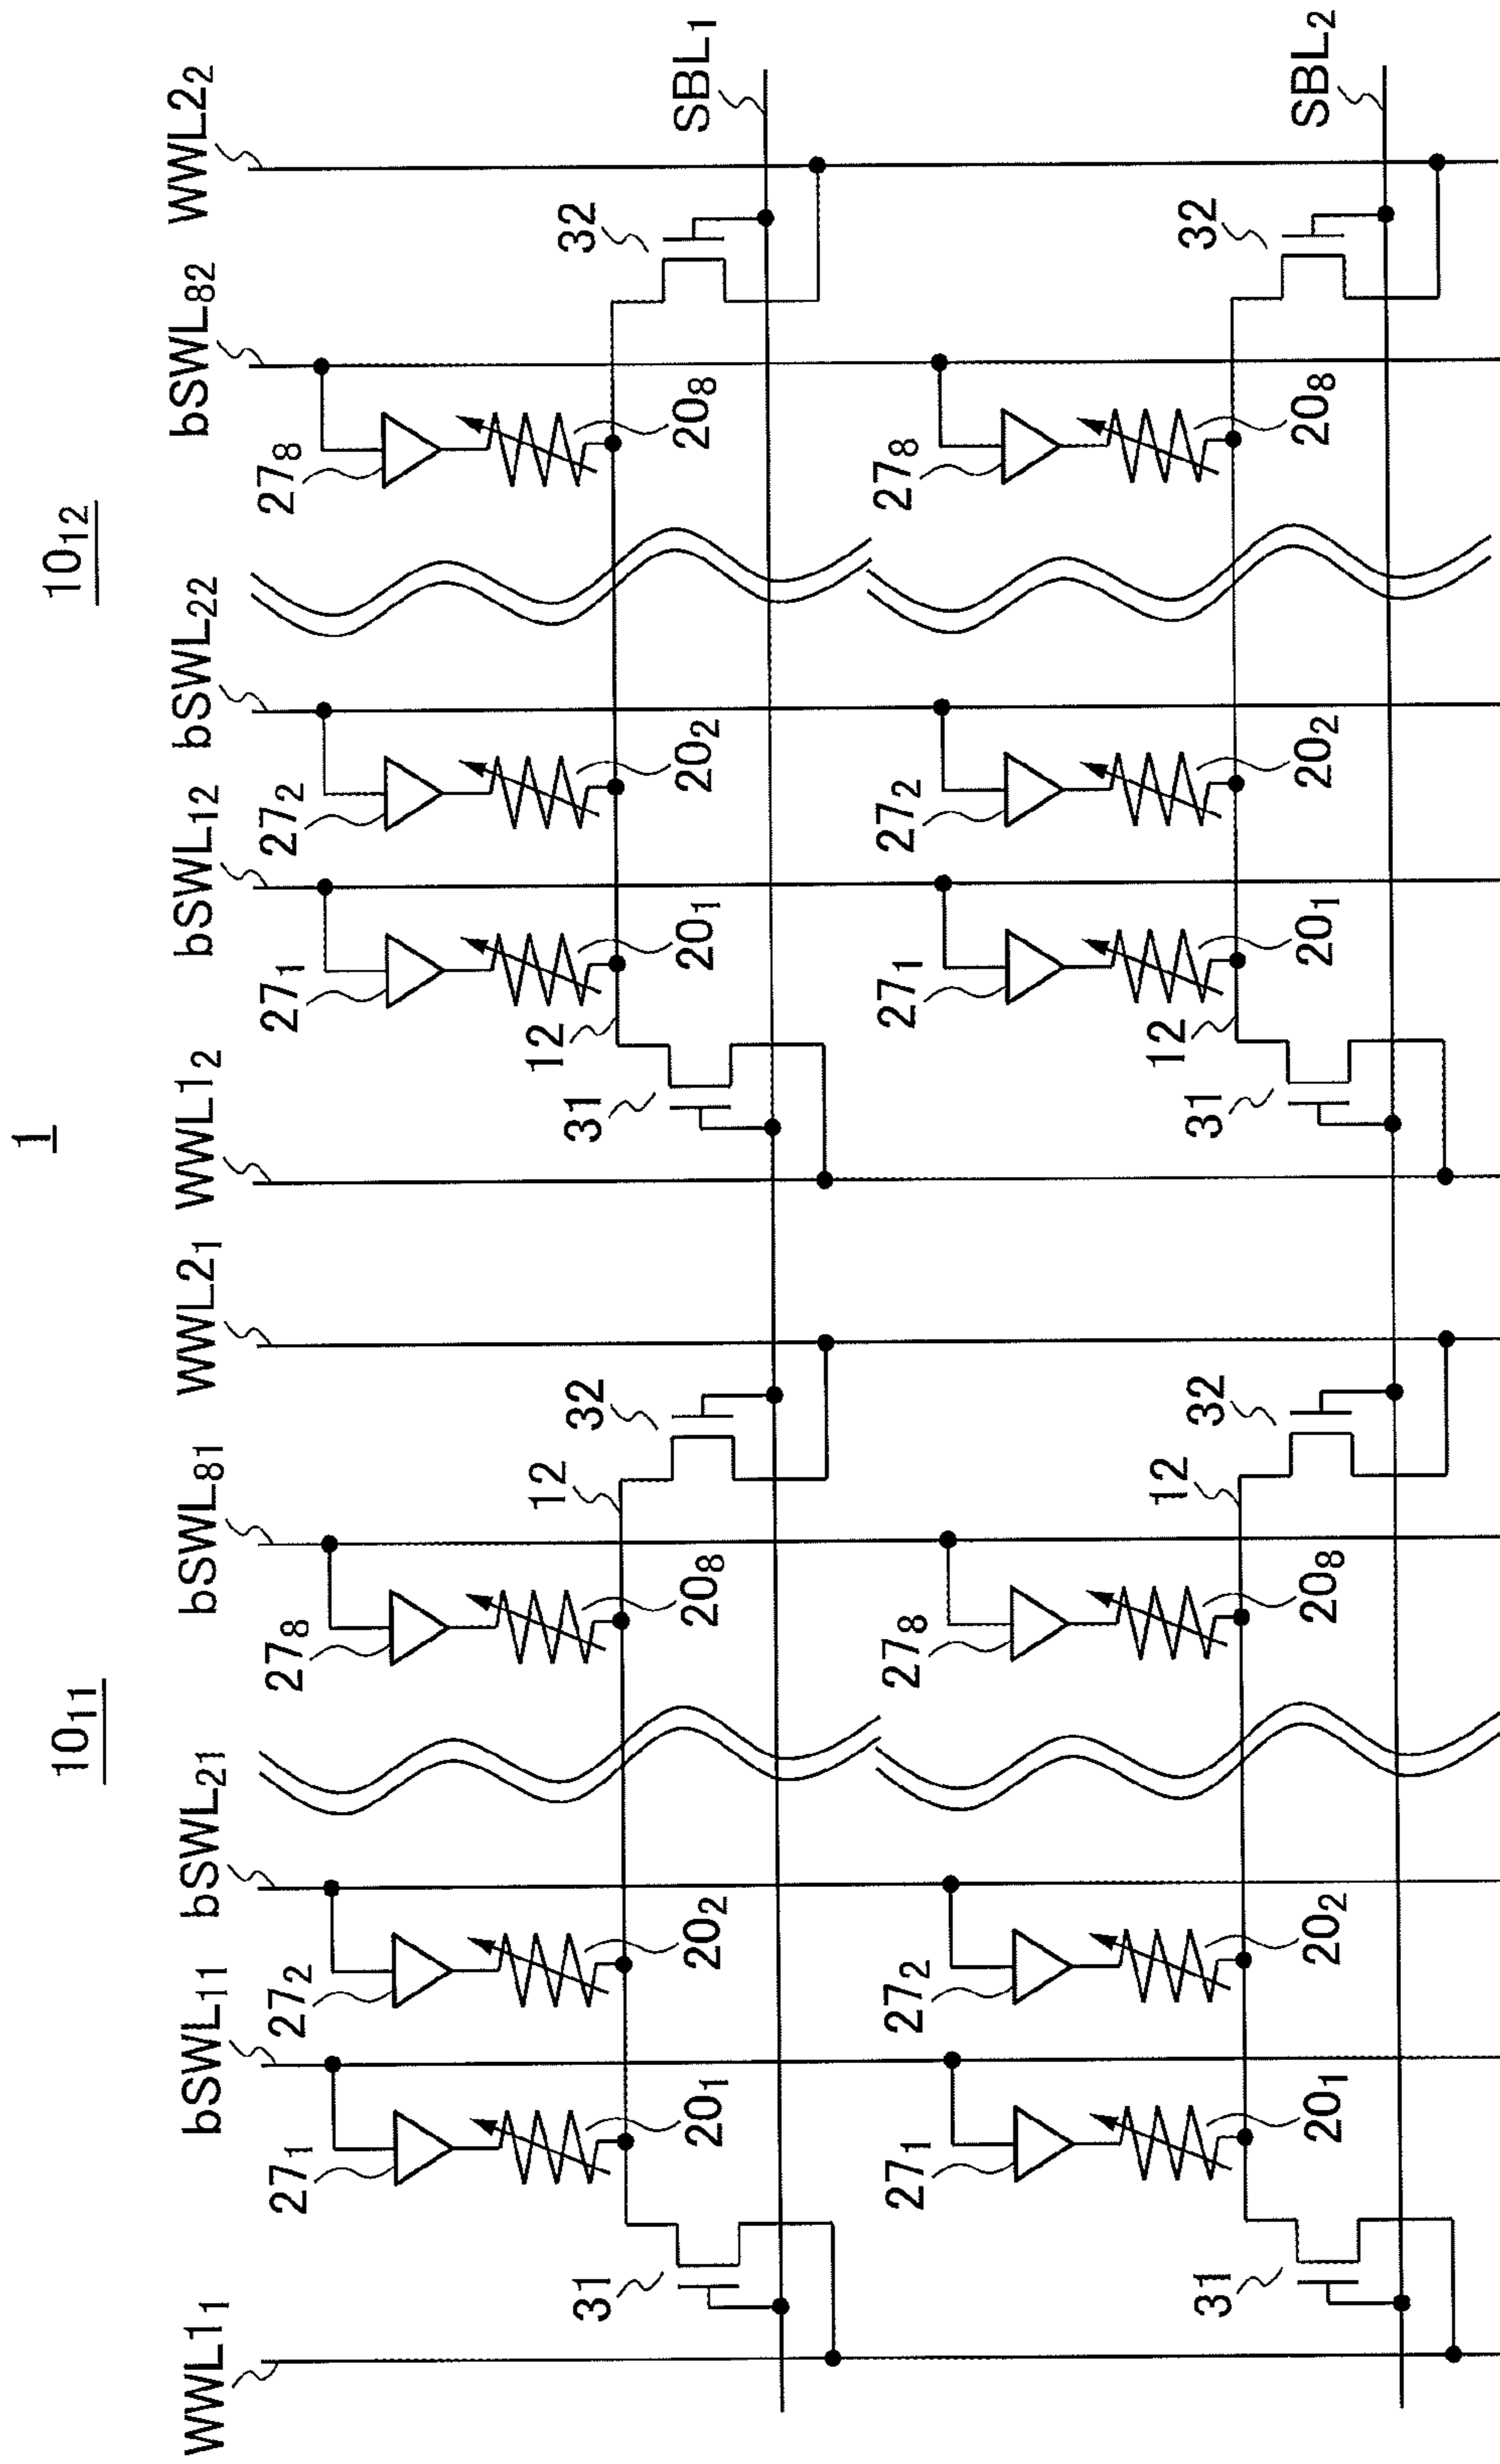 1
10₁₁ 10₁₂
WWL1₁ bSWL₁₁ bSWL₂₁ bSWL₈₁ WWL2₁ WWL1₂ bSWL₁₂ bSWL₂₂ bSWL₈₂ WWL2₂
27₁ 27₂ 27₈ 27₁ 27₂ 27₈
12 12
31 32 31 32
20₁ 20₂ 20₈ 20₁ 20₂ 20₈
SBL₁
27₁ 27₂ 27₈ 27₁ 27₂ 27₈
12 12
31 32 31 32
20₁ 20₂ 20₈ 20₁ 20₂ 20₈
SBL₂